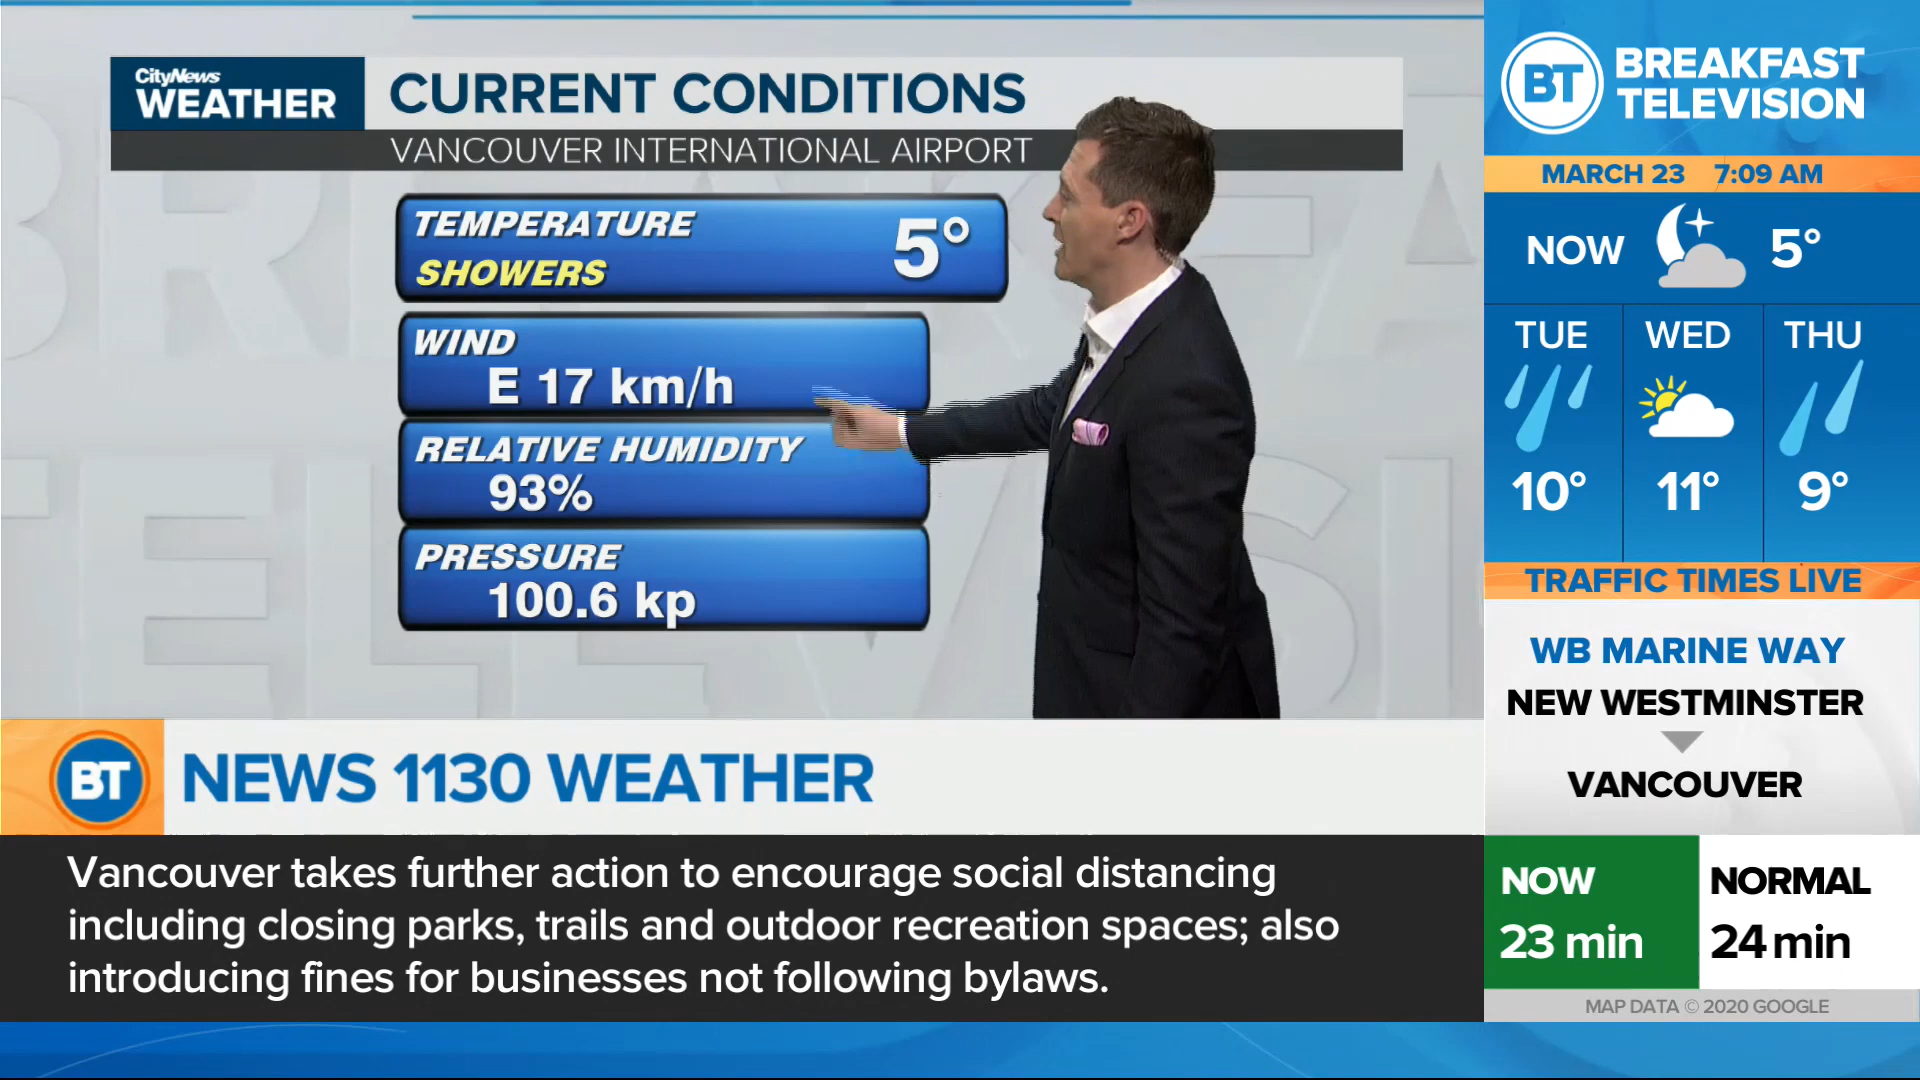 CityNews
WEATHER
CURRENT CONDITIONS
VANCOUVER INTERNATIONAL AIRPORT
TEMPERATURE 5°
SHOWERS
WIND
E 17 km/h
RELATIVE HUMIDITY
93%
PRESSURE
100.6 kp
BT NEWS 1130 WEATHER
Vancouver takes further action to encourage social distancing
including closing parks, trails and outdoor recreation spaces; also
introducing fines for businesses not following bylaws.
BT BREAKFAST
TELEVISION
MARCH 23 7:09 AM
NOW 5°
TUE WED THU
10° 11° 9°
TRAFFIC TIMES LIVE
WB MARINE WAY
NEW WESTMINSTER
VANCOUVER
NOW NORMAL
23 min 24 min
MAP DATA © 2020 GOOGLE